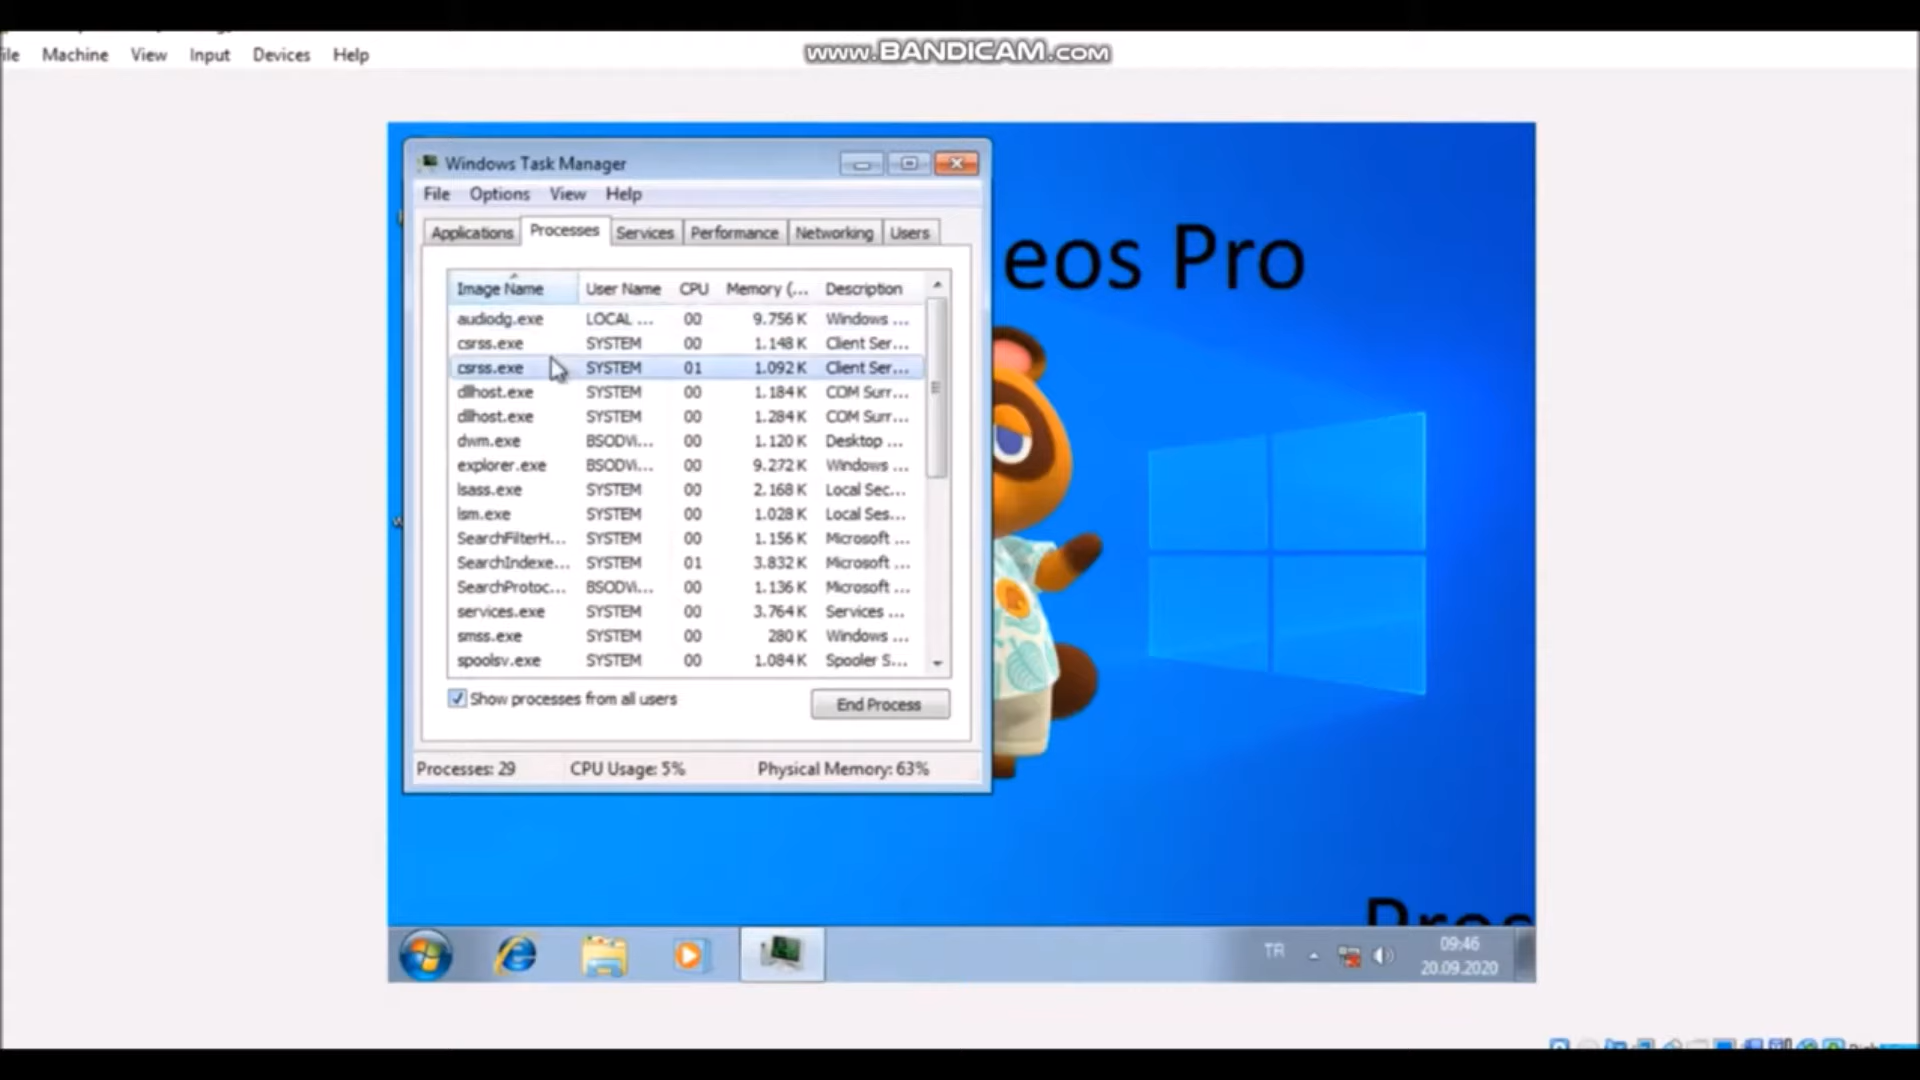 ile Machine View Input Devices Help
www.BANDICAM.com
Windows Task Manager
File Options View Help
Applications Processes Services Performance Networking Users
Image Name User Name CPU Memory (... Description
audiodg.exe LOCAL ... 00 9.756 K Windows ...
csrss.exe SYSTEM 00 1.148 K Client Ser...
csrss.exe SYSTEM 01 1.092 K Client Ser...
dllhost.exe SYSTEM 00 1.184 K COM Surr...
dllhost.exe SYSTEM 00 1.284 K COM Surr...
dwm.exe BSODVi... 00 1.120 K Desktop ...
explorer.exe BSODVi... 00 9.272 K Windows ...
lsass.exe SYSTEM 00 2.168 K Local Sec...
lsm.exe SYSTEM 00 1.028 K Local Ses...
SearchFilterH... SYSTEM 00 1.156 K Microsoft ...
SearchIndexe... SYSTEM 01 3.832 K Microsoft ...
SearchProtoc... BSODVi... 00 1.136 K Microsoft ...
services.exe SYSTEM 00 3.764 K Services ...
smss.exe SYSTEM 00 280 K Windows ...
spoolsv.exe SYSTEM 00 1.084 K Spooler S...
Show processes from all users End Process
Processes: 29 CPU Usage: 5% Physical Memory: 63%
eos Pro
TR 09:46
20.09.2020